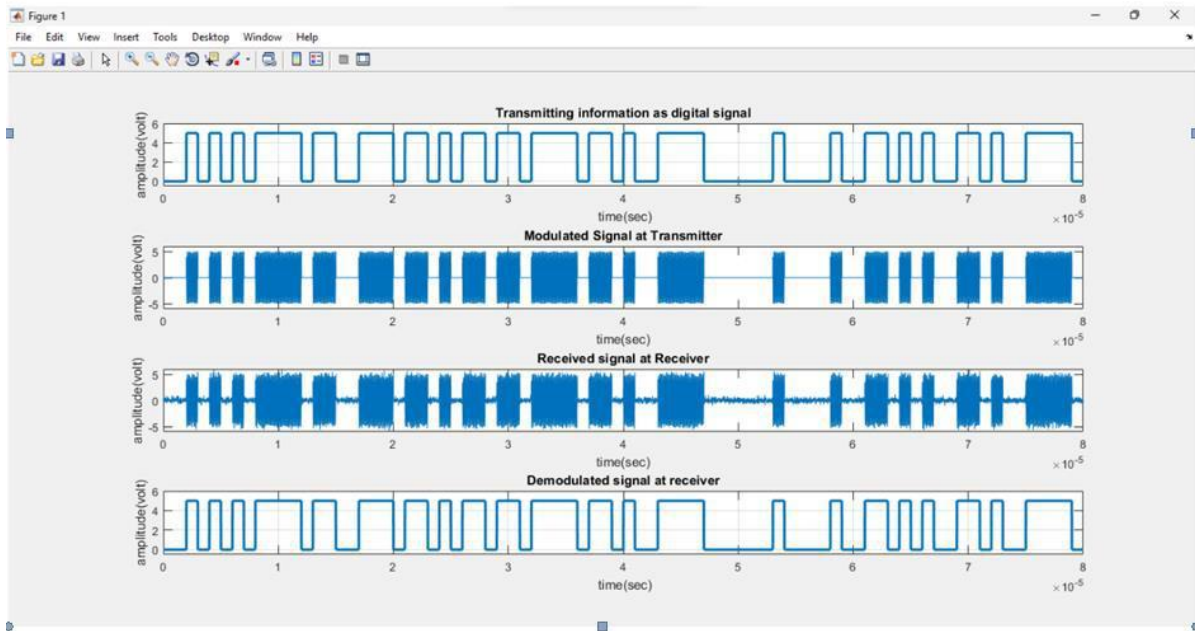 Figure 1
File Edit View Insert Tools Desktop Window Help
Transmitting information as digital signal
amplitude(volt)
6
4
2
0
0 1 2 3 4 5 6 7 8
time(sec)
×10-5
Modulated Signal at Transmitter
amplitude(volt)
5
0
-5
0 1 2 3 4 5 6 7 8
time(sec)
×10-5
Received signal at Receiver
amplitude(volt)
5
0
-5
0 1 2 3 4 5 6 7 8
time(sec)
×10-5
Demodulated signal at receiver
amplitude(volt)
6
4
2
0
0 1 2 3 4 5 6 7 8
time(sec)
×10-5